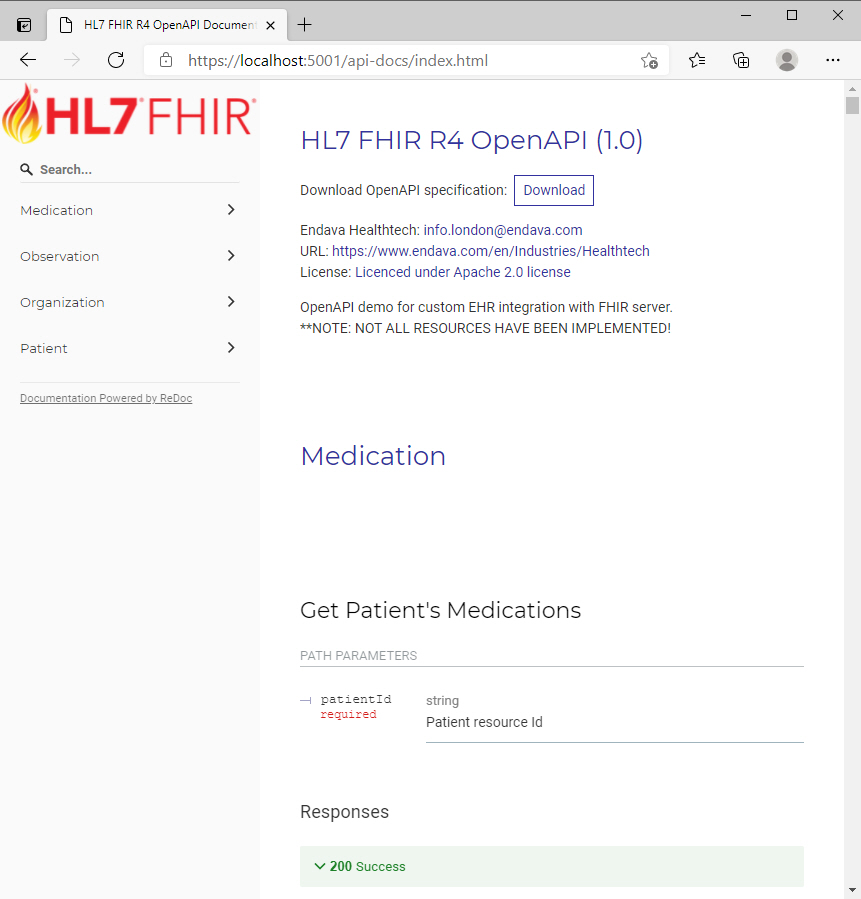 HL7 FHIR R4 OpenAPI Document
https://localhost:5001/api-docs/index.html
HL7® FHIR®
Search...
Medication
Observation
Organization
Patient
Documentation Powered by ReDoc
HL7 FHIR R4 OpenAPI (1.0)
Download OpenAPI specification: Download
Endava Healthtech: info.london@endava.com
URL: https://www.endava.com/en/Industries/Healthtech
License: Licenced under Apache 2.0 license
OpenAPI demo for custom EHR integration with FHIR server.
**NOTE: NOT ALL RESOURCES HAVE BEEN IMPLEMENTED!
Medication
Get Patient's Medications
PATH PARAMETERS
patientId string
required Patient resource Id
Responses
200 Success